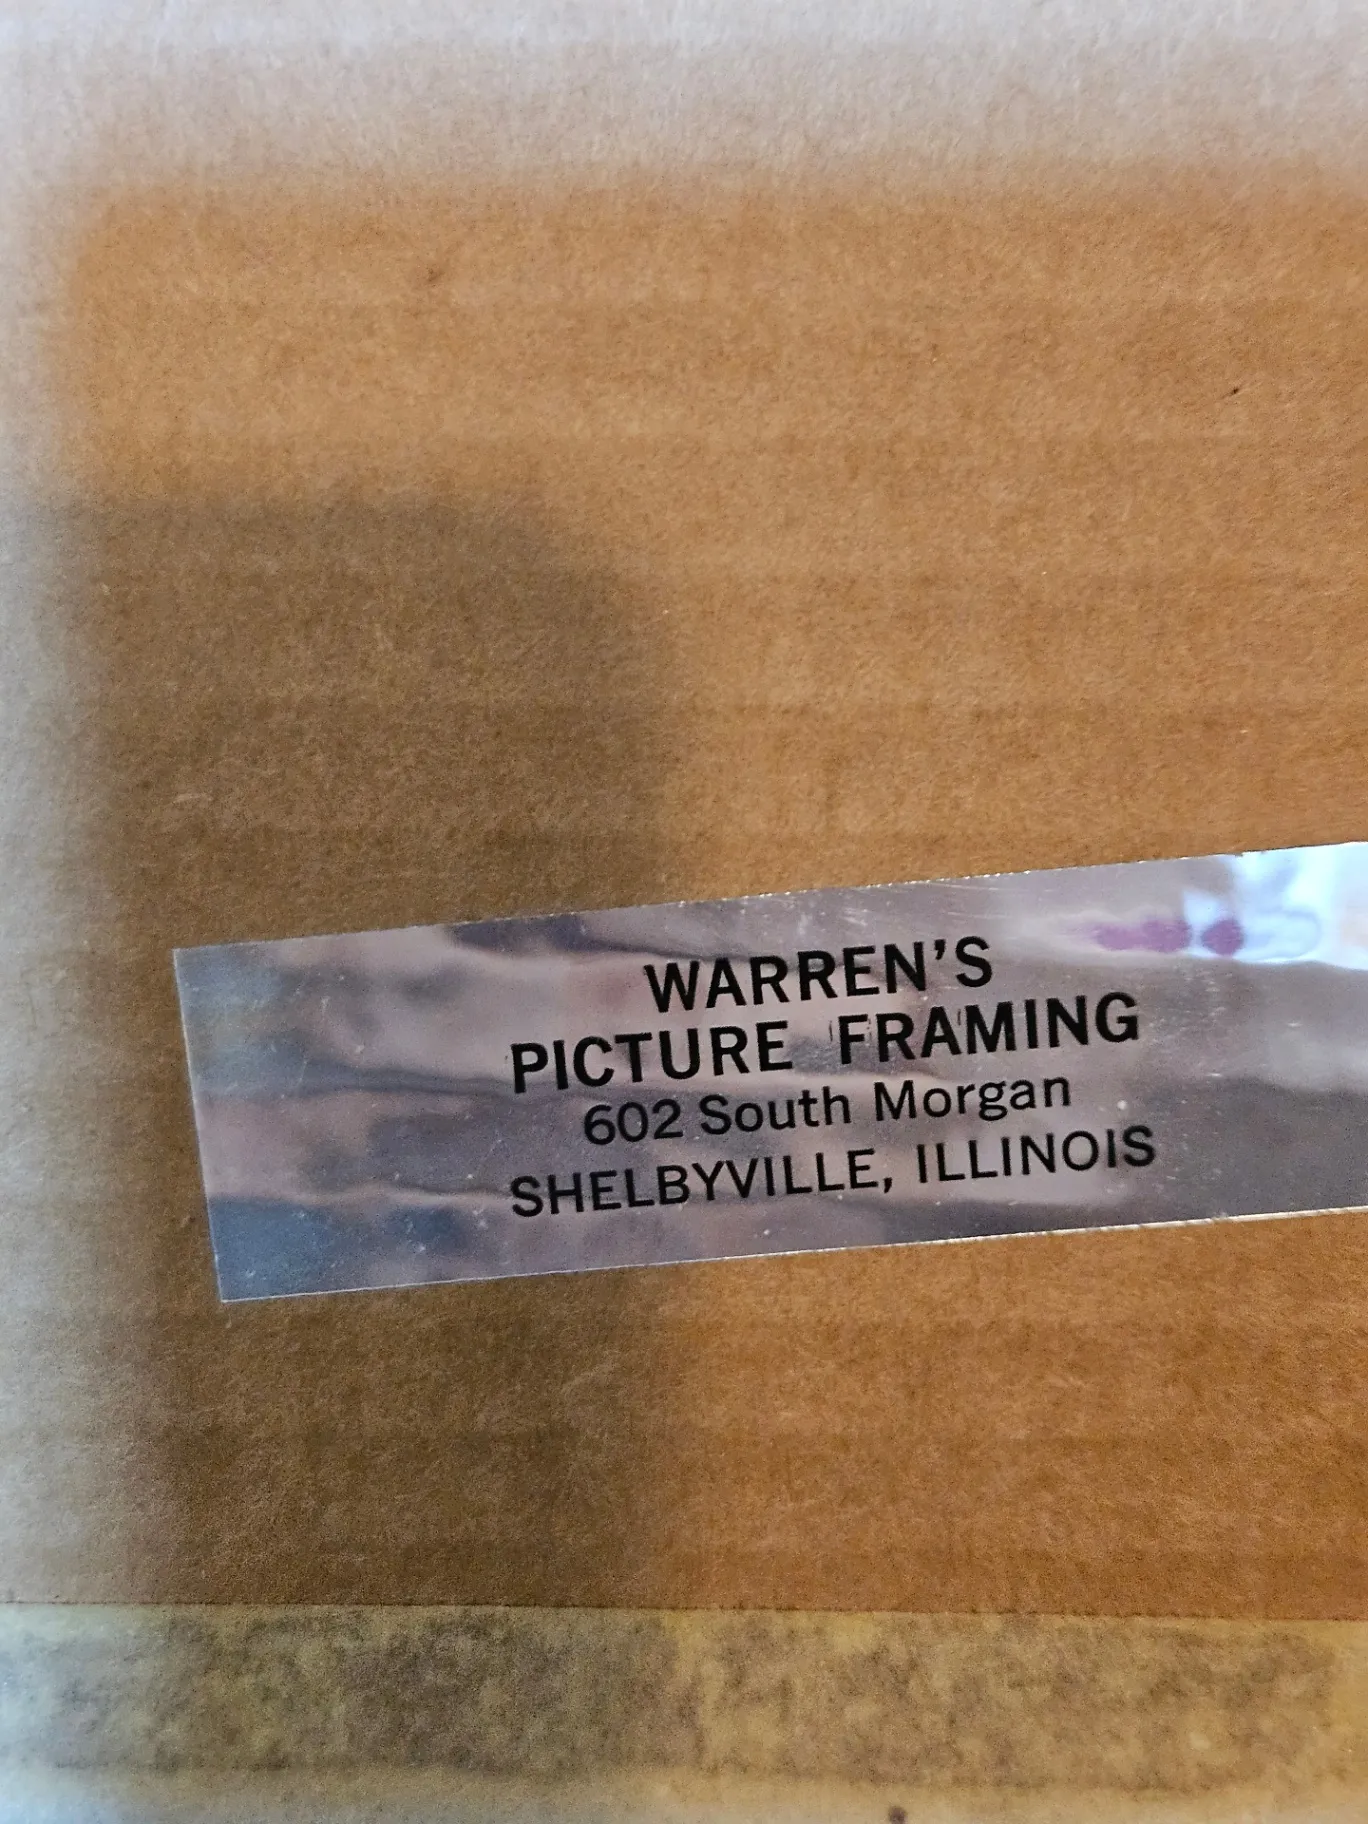 WARREN'S
PICTURE FRAMING
602 South Morgan
SHELBYVILLE, ILLINOIS